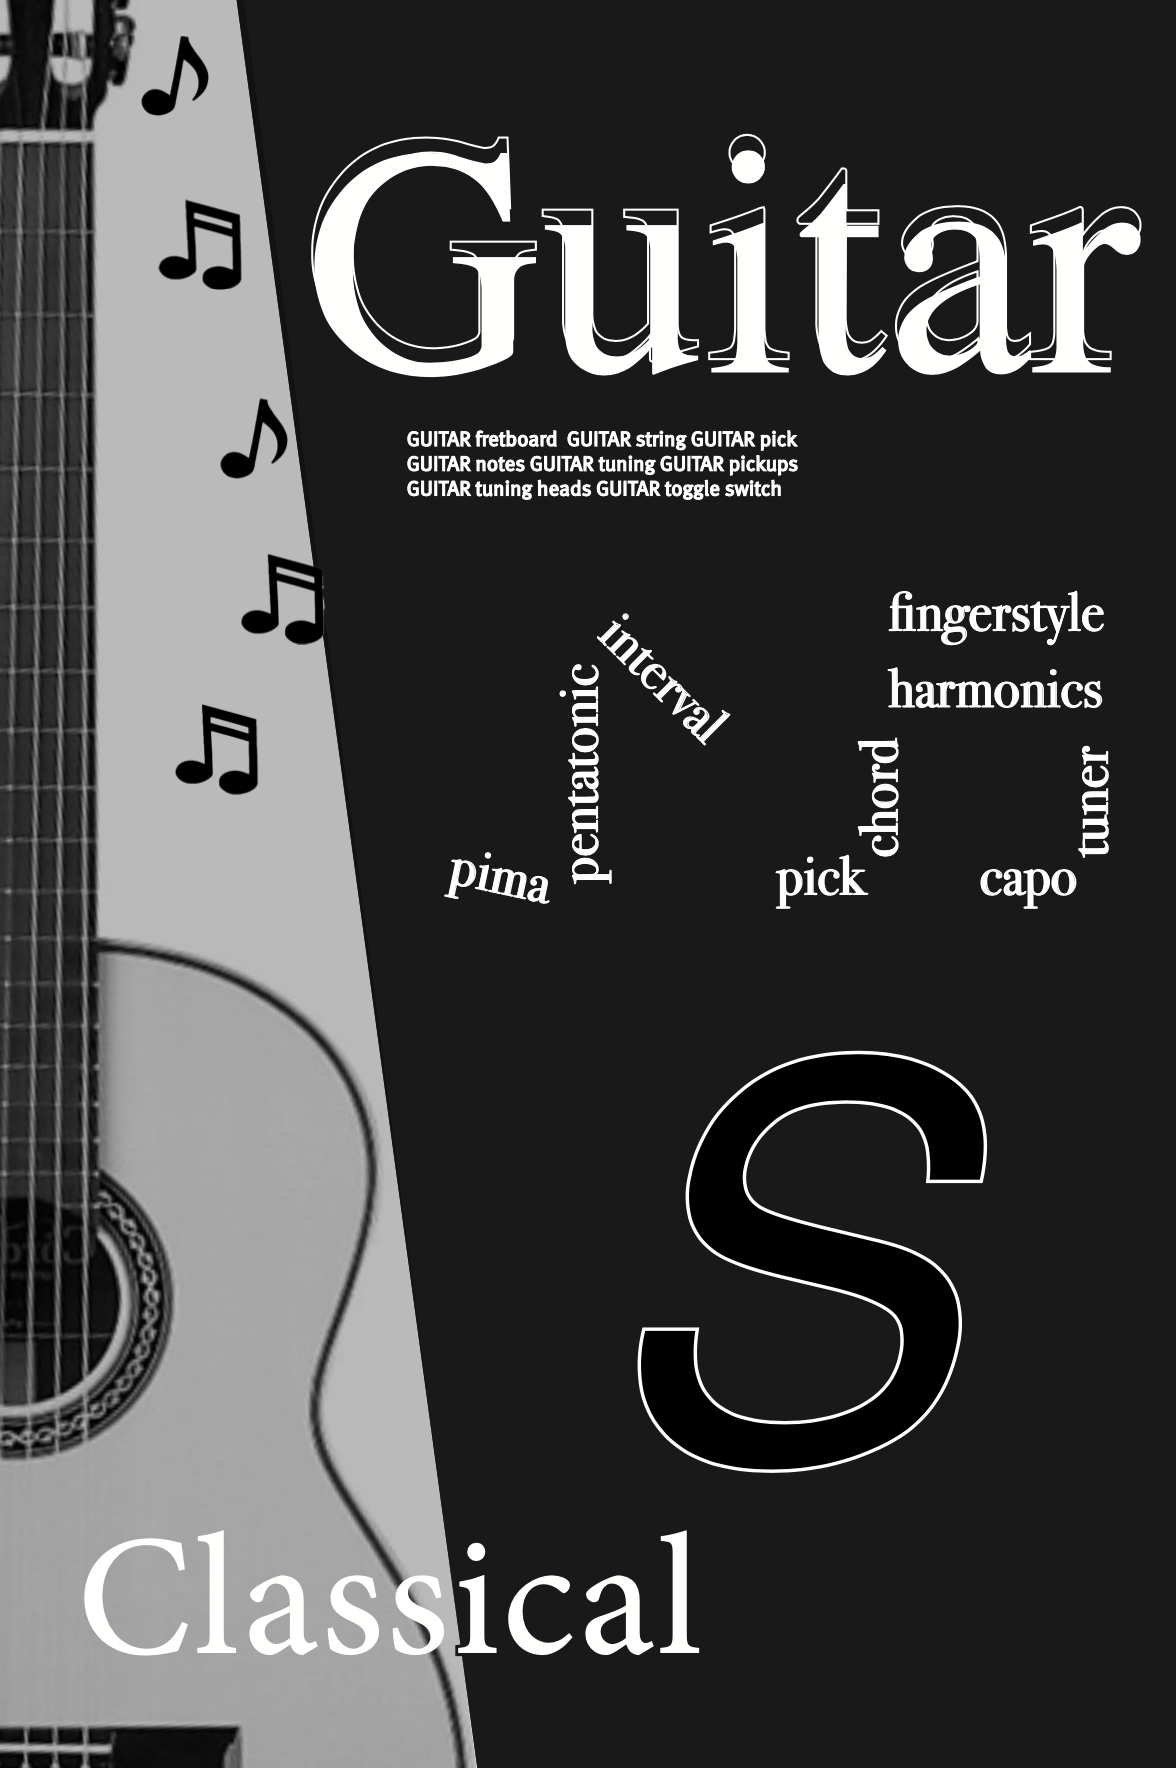 Guitar
GUITAR fretboard  GUITAR string GUITAR pick
GUITAR notes GUITAR tuning GUITAR pickups
GUITAR tuning heads GUITAR toggle switch
interval
pentatonic
pima
fingerstyle
harmonics
chord
tuner
pick
capo
S
Classical